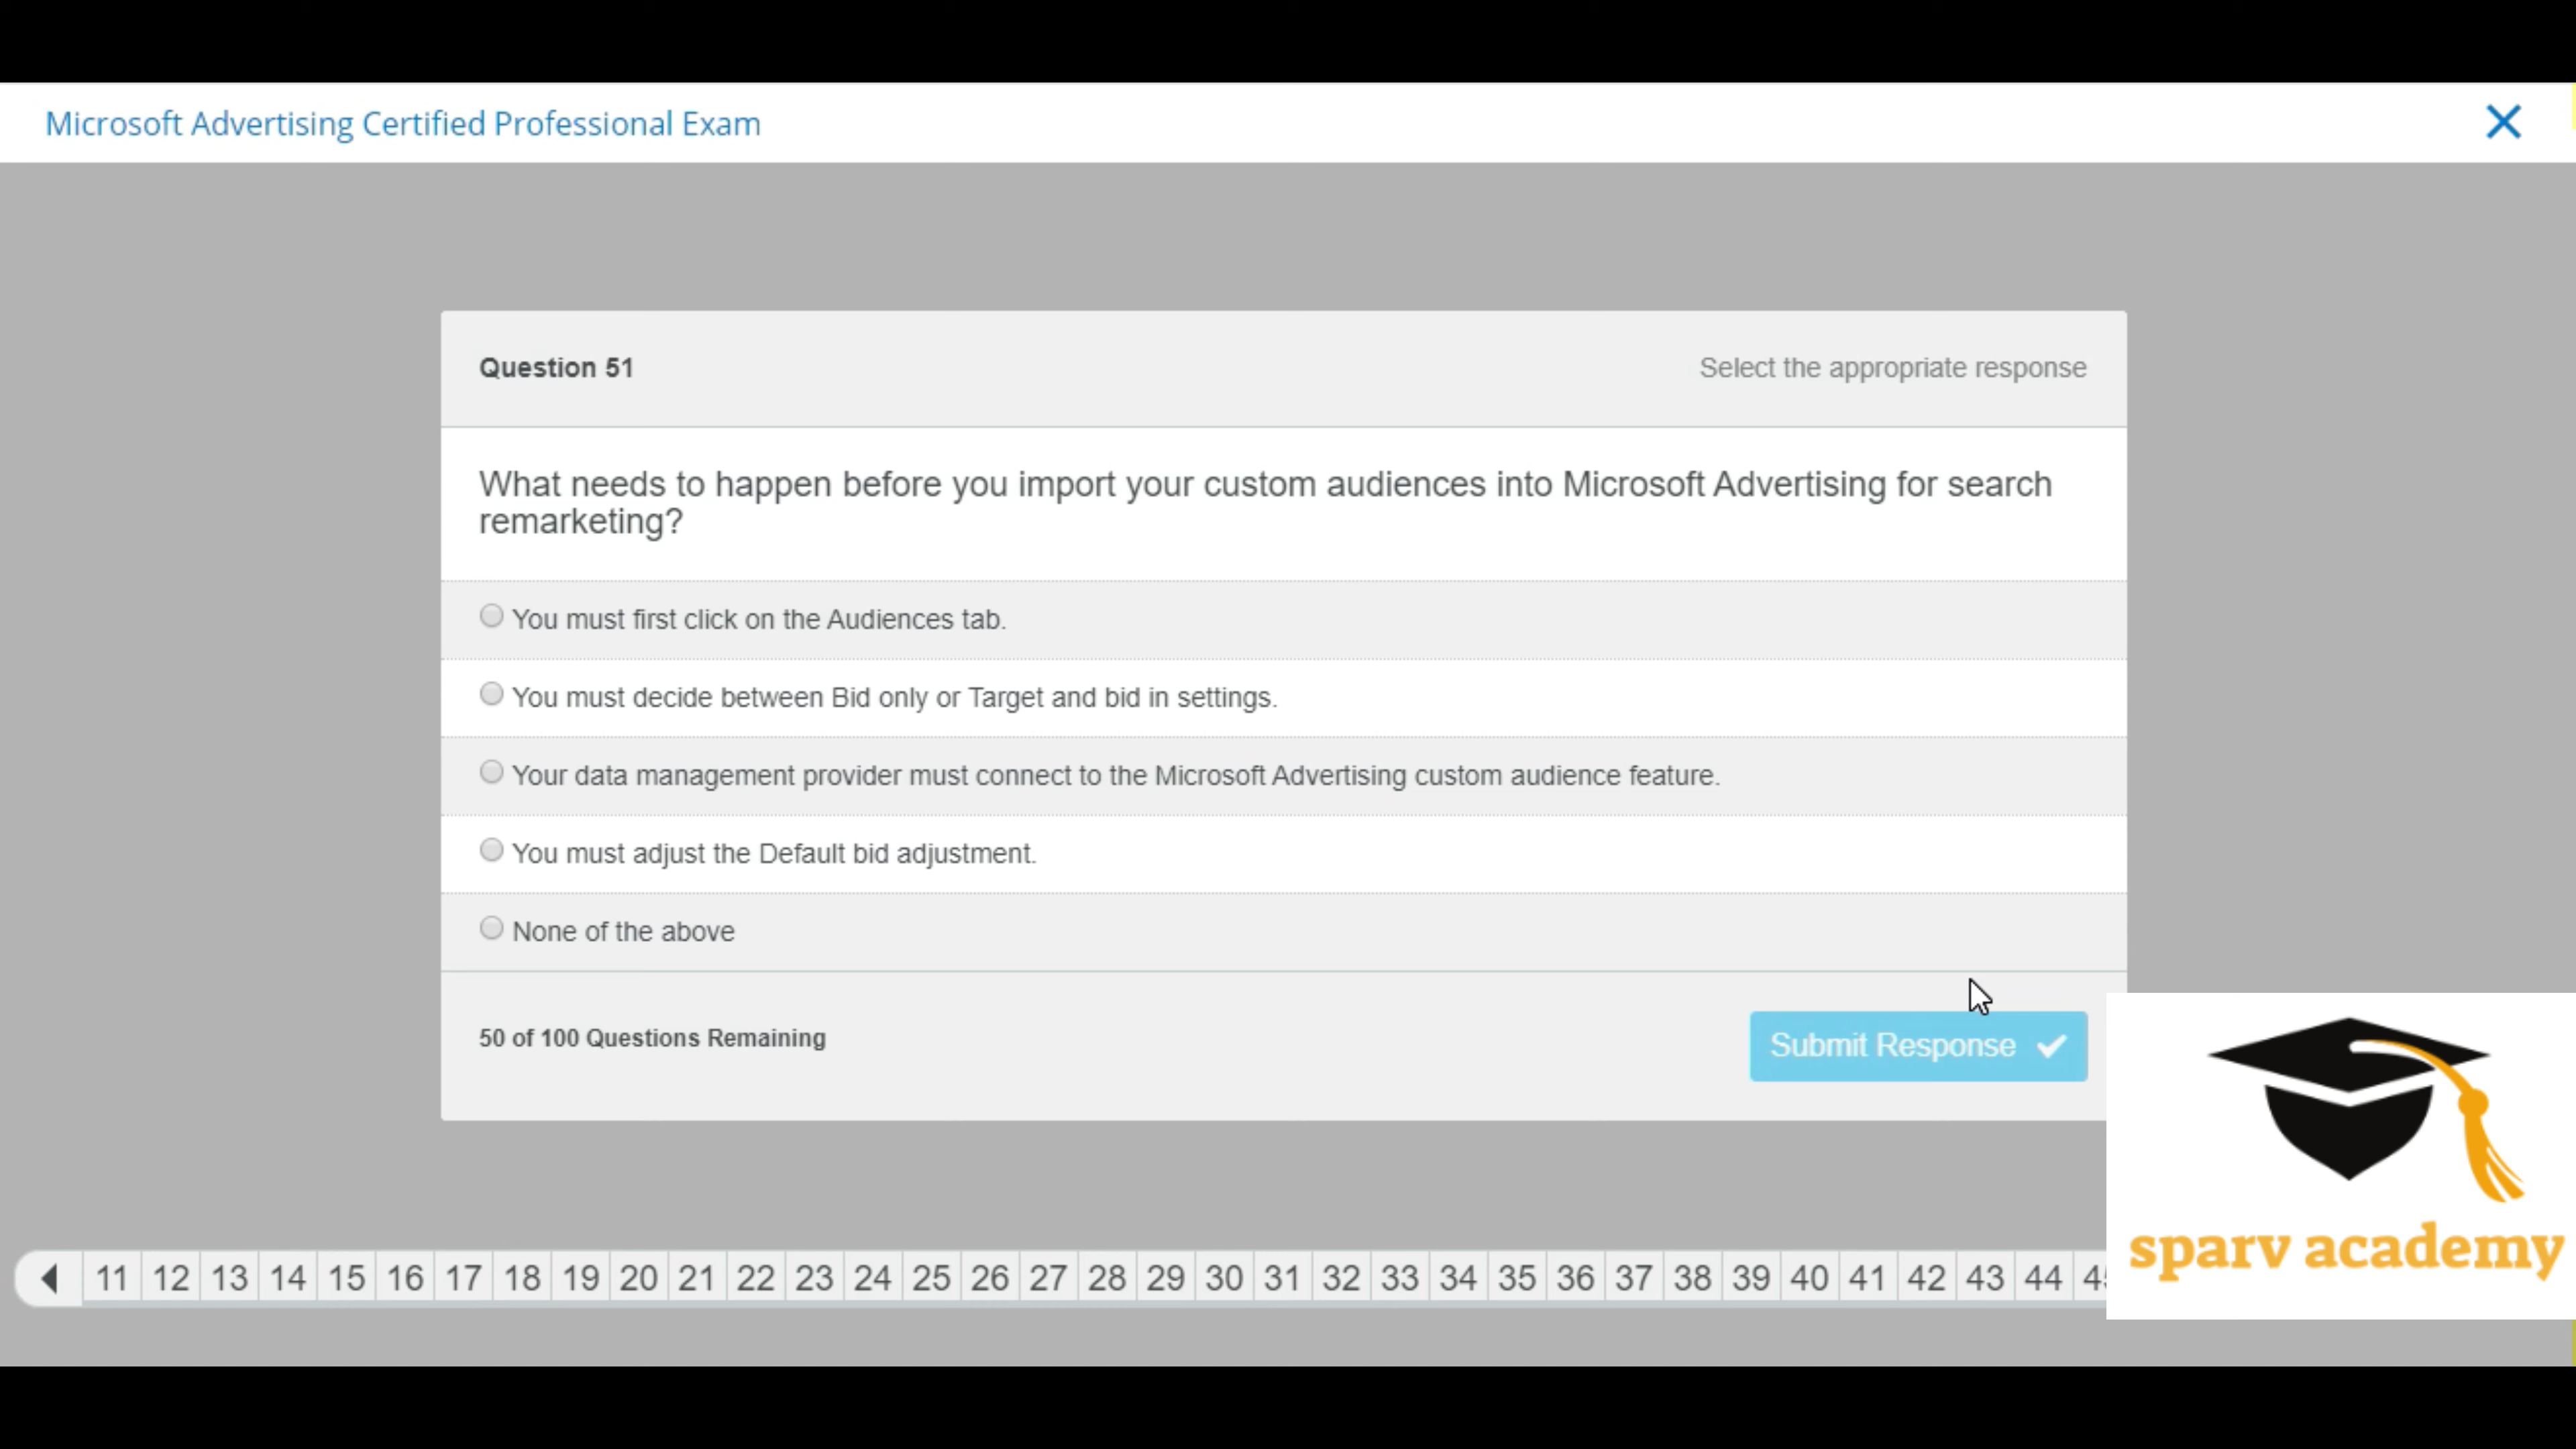 Microsoft Advertising Certified Professional Exam
Question 51
Select the appropriate response
What needs to happen before you import your custom audiences into Microsoft Advertising for search
remarketing?
You must first click on the Audiences tab.
You must decide between Bid only or Target and bid in settings.
Your data management provider must connect to the Microsoft Advertising custom audience feature.
You must adjust the Default bid adjustment.
None of the above
50 of 100 Questions Remaining
Submit Response
11 12 13 14 15 16 17 18 19 20 21 22 23 24 25 26 27 28 29 30 31 32 33 34 35 36 37 38 39 40 41 42 43 44
sparv academy